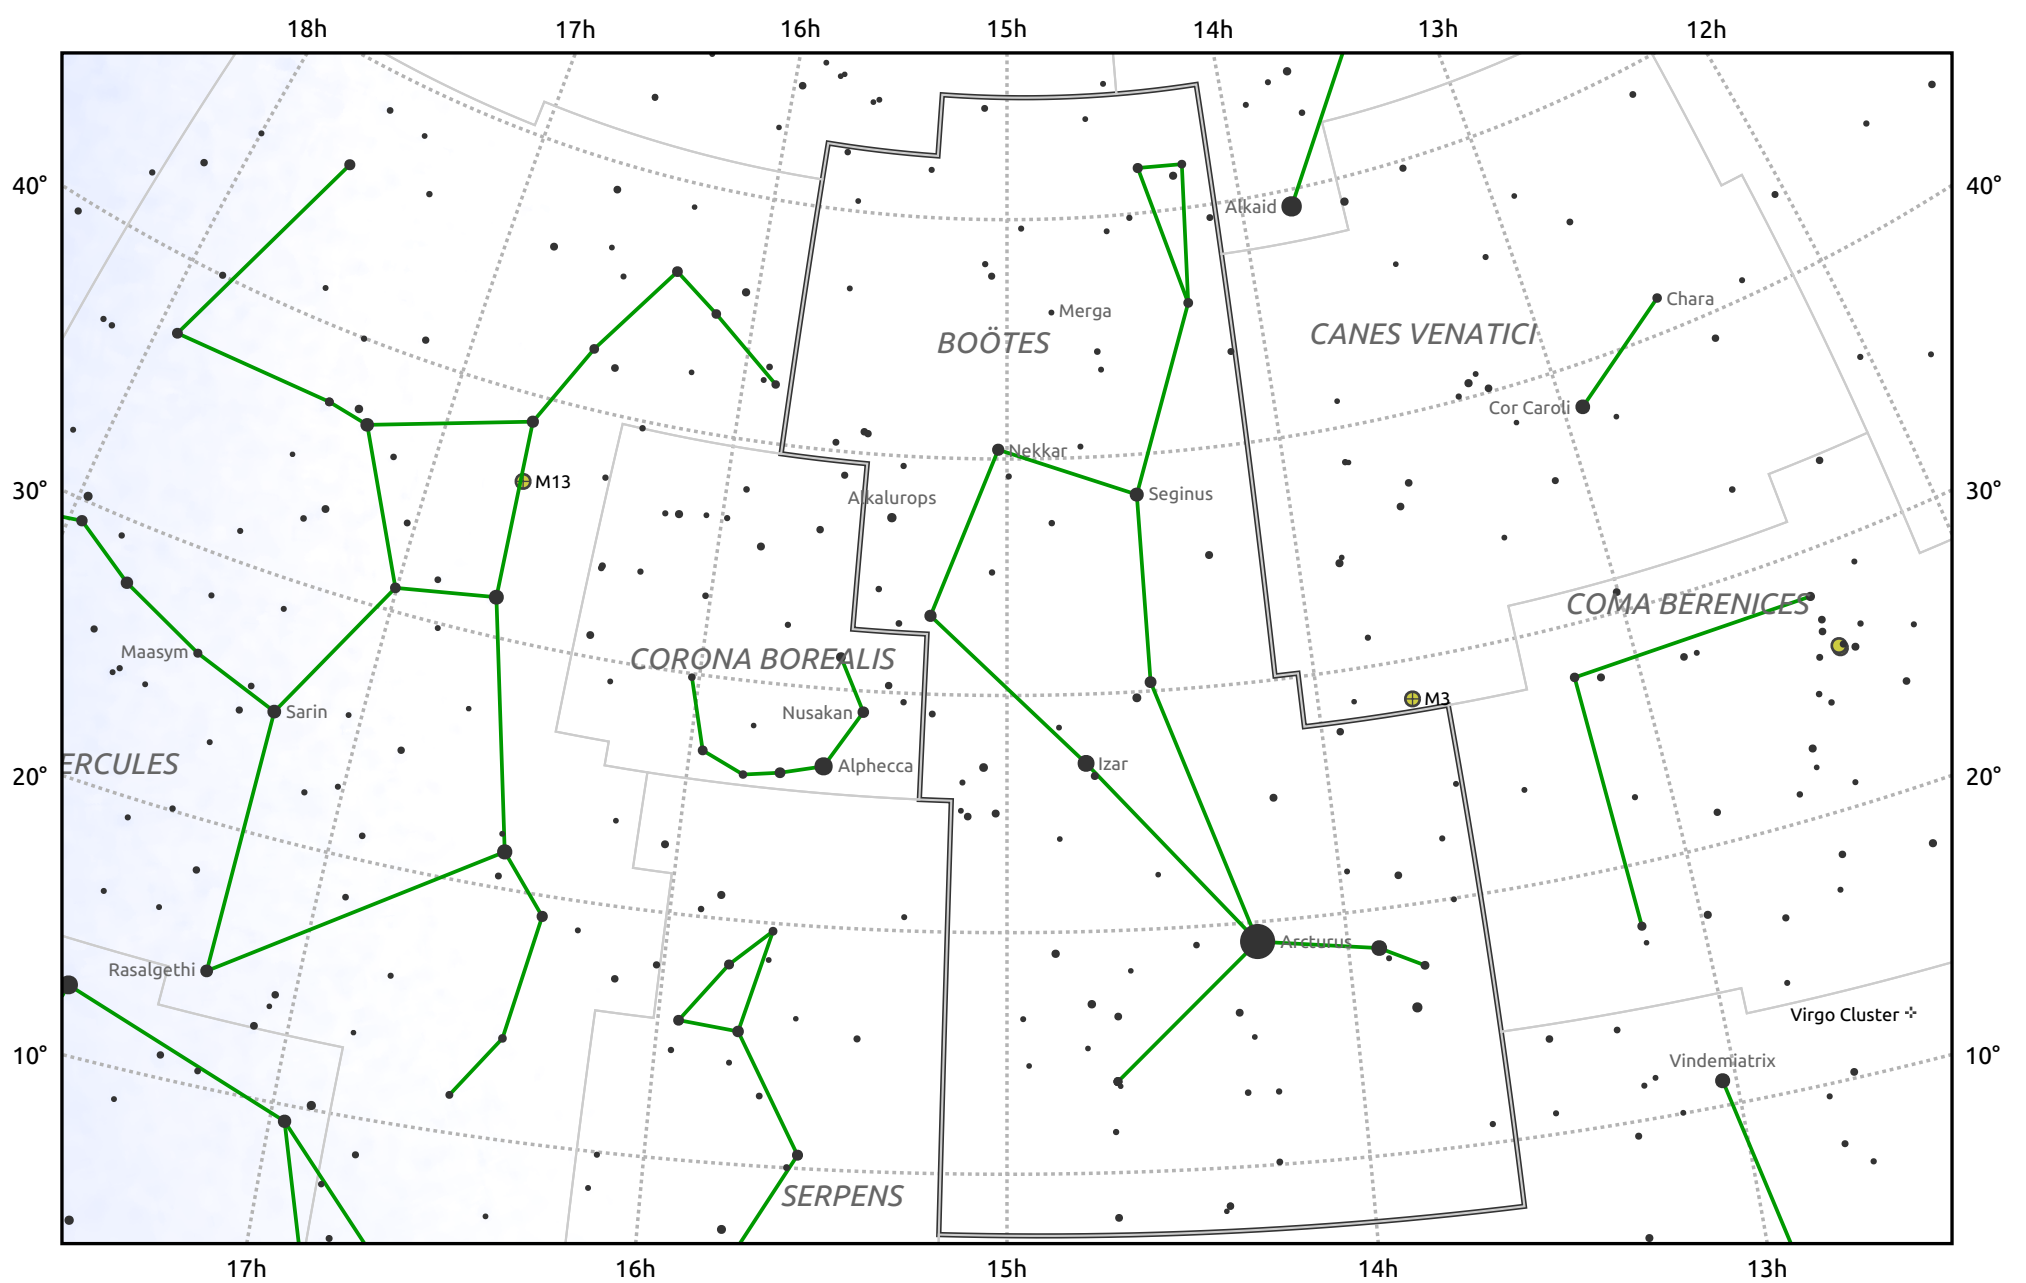 18h 17h 16h 15h 14h 13h 12h
40° 40°
Alkaid
Chara
Merga
BOÖTES CANES VENATICI
Cor Caroli
Nekkar
M13
30° Alkalurops Seginus 30°
COMA BERENICES
Maasym CORONA BOREALIS
M3
Sarin Nusakan
ERCULES Alphecca Izar
20° 20°
Arcturus
Rasalgethi
Virgo Cluster
10° 10°
Vindemiatrix
SERPENS
17h 16h 15h 14h 13h